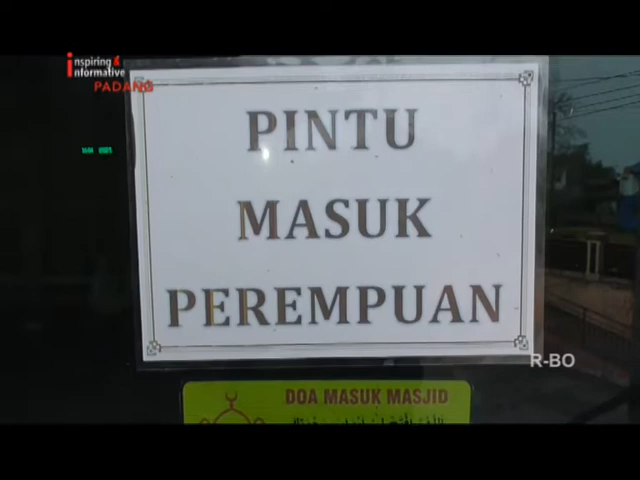 inspiring &
informative
PADANG
PINTU
MASUK
PEREMPUAN
R-BO
DOA MASUK MASJID